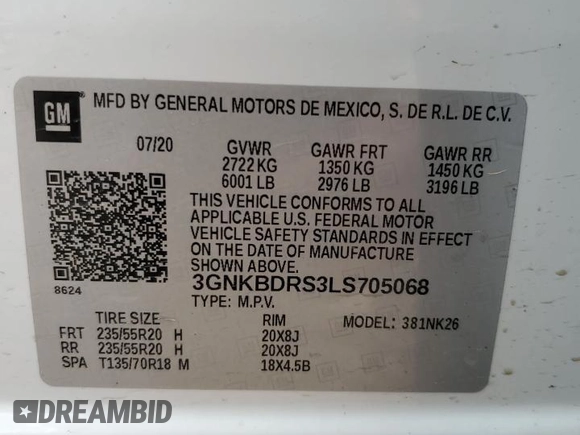 GM
MFD BY GENERAL MOTORS DE MEXICO, S. DE R.L. DE C.V.
07/20 GVWR GAWR FRT GAWR RR
2722 KG 1350 KG 1450 KG
6001 LB 2976 LB 3196 LB
THIS VEHICLE CONFORMS TO ALL
APPLICABLE U.S. FEDERAL MOTOR
VEHICLE SAFETY STANDARDS IN EFFECT
ON THE DATE OF MANUFACTURE
SHOWN ABOVE.
8624 3GNKBDRS3LS705068
TYPE: M.P.V.
TIRE SIZE RIM MODEL: 381NK26
FRT 235/55R20 H 20X8J
RR 235/55R20 H 20X8J
SPA T135/70R18 M 18X4.5B
DREAMBID